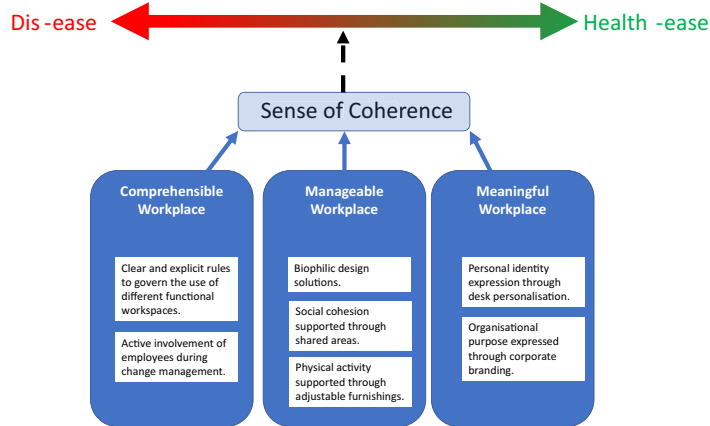 Dis-ease
Health-ease
Sense of Coherence
Comprehensible
Workplace
Clear and explicit rules
to govern the use of
different functional
workspaces.
Active involvement of
employees during
change management.
Manageable
Workplace
Biophilic design
solutions.
Social cohesion
supported through
shared areas.
Physical activity
supported through
adjustable furnishings.
Meaningful
Workplace
Personal identity
expression through
desk personalisation.
Organisational
purpose expressed
through corporate
branding.